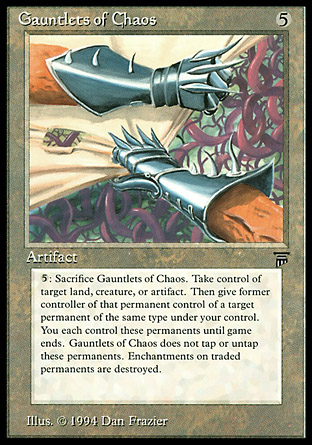 Gauntlets of Chaos 5
Artifact
5: Sacrifice Gauntlets of Chaos. Take control of
target land, creature, or artifact. Then give former
controller of that permanent control of a target
permanent of the same type under your control.
You each control these permanents until game
ends. Gauntlets of Chaos does not tap or untap
these permanents. Enchantments on traded
permanents are destroyed.
Illus. © 1994 Dan Frazier